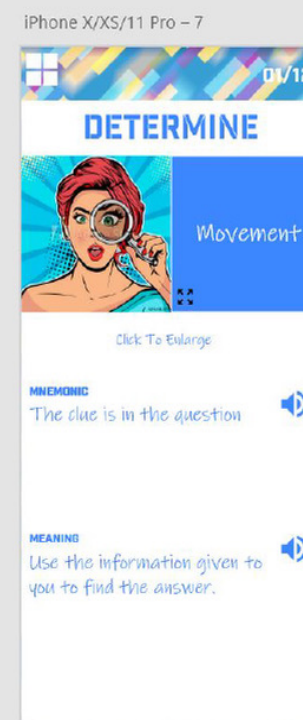 iPhone X/XS/11 Pro – 7
DETERMINE
Movement
Click To Enlarge
MNEMONIC
The clue is in the question
MEANING
Use the information given to
you to find the answer.